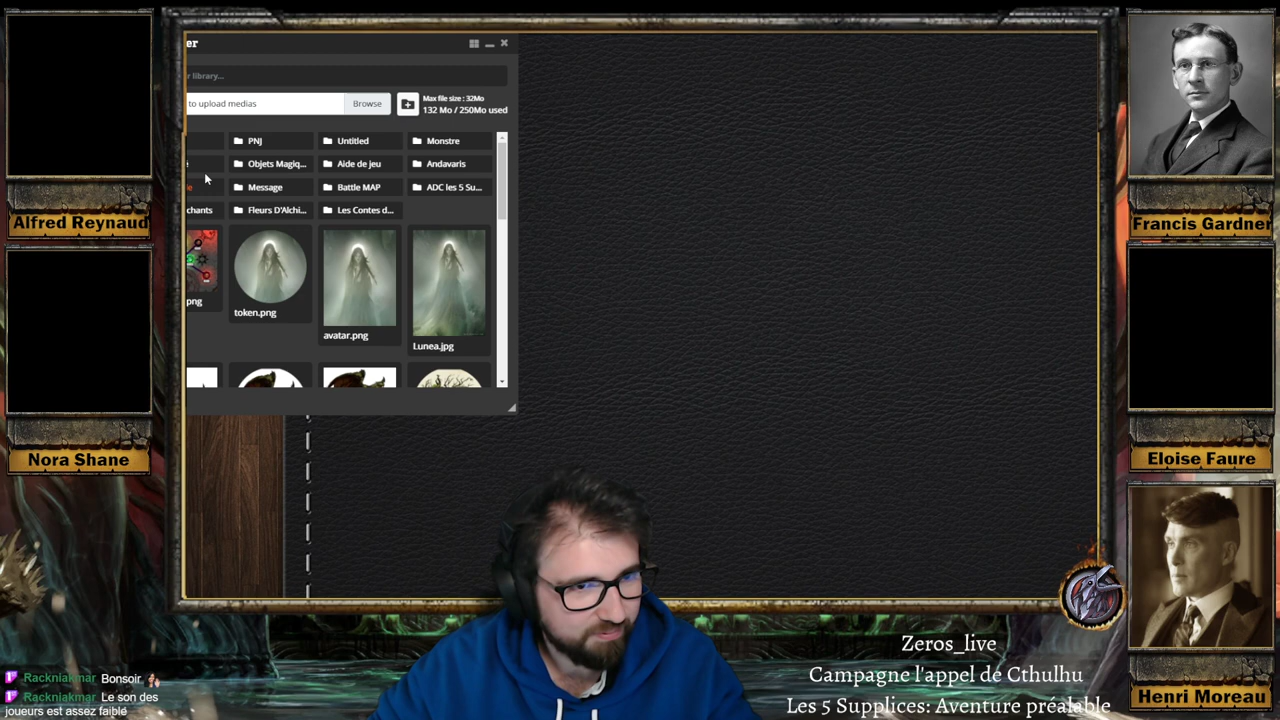 er
r library...
to upload medias
Browse
Max file size : 32Mo
132 Mo / 250Mo used
PNJ
Untitled
Monstre
Objets Magiq...
Aide de jeu
Andavaris
Message
Battle MAP
ADC les 5 Su...
chants
Fleurs D'Alchi...
Les Contes d...
png
token.png
avatar.png
Lunea.jpg
Alfred Reynaud
Nora Shane
Francis Gardner
Eloise Faure
Henri Moreau
Rackniakmar Bonsoir
Rackniakmar Le son des
joueurs est assez faible
Zeros_live
Campagne l'appel de Cthulhu
Les 5 Supplices: Aventure préalable